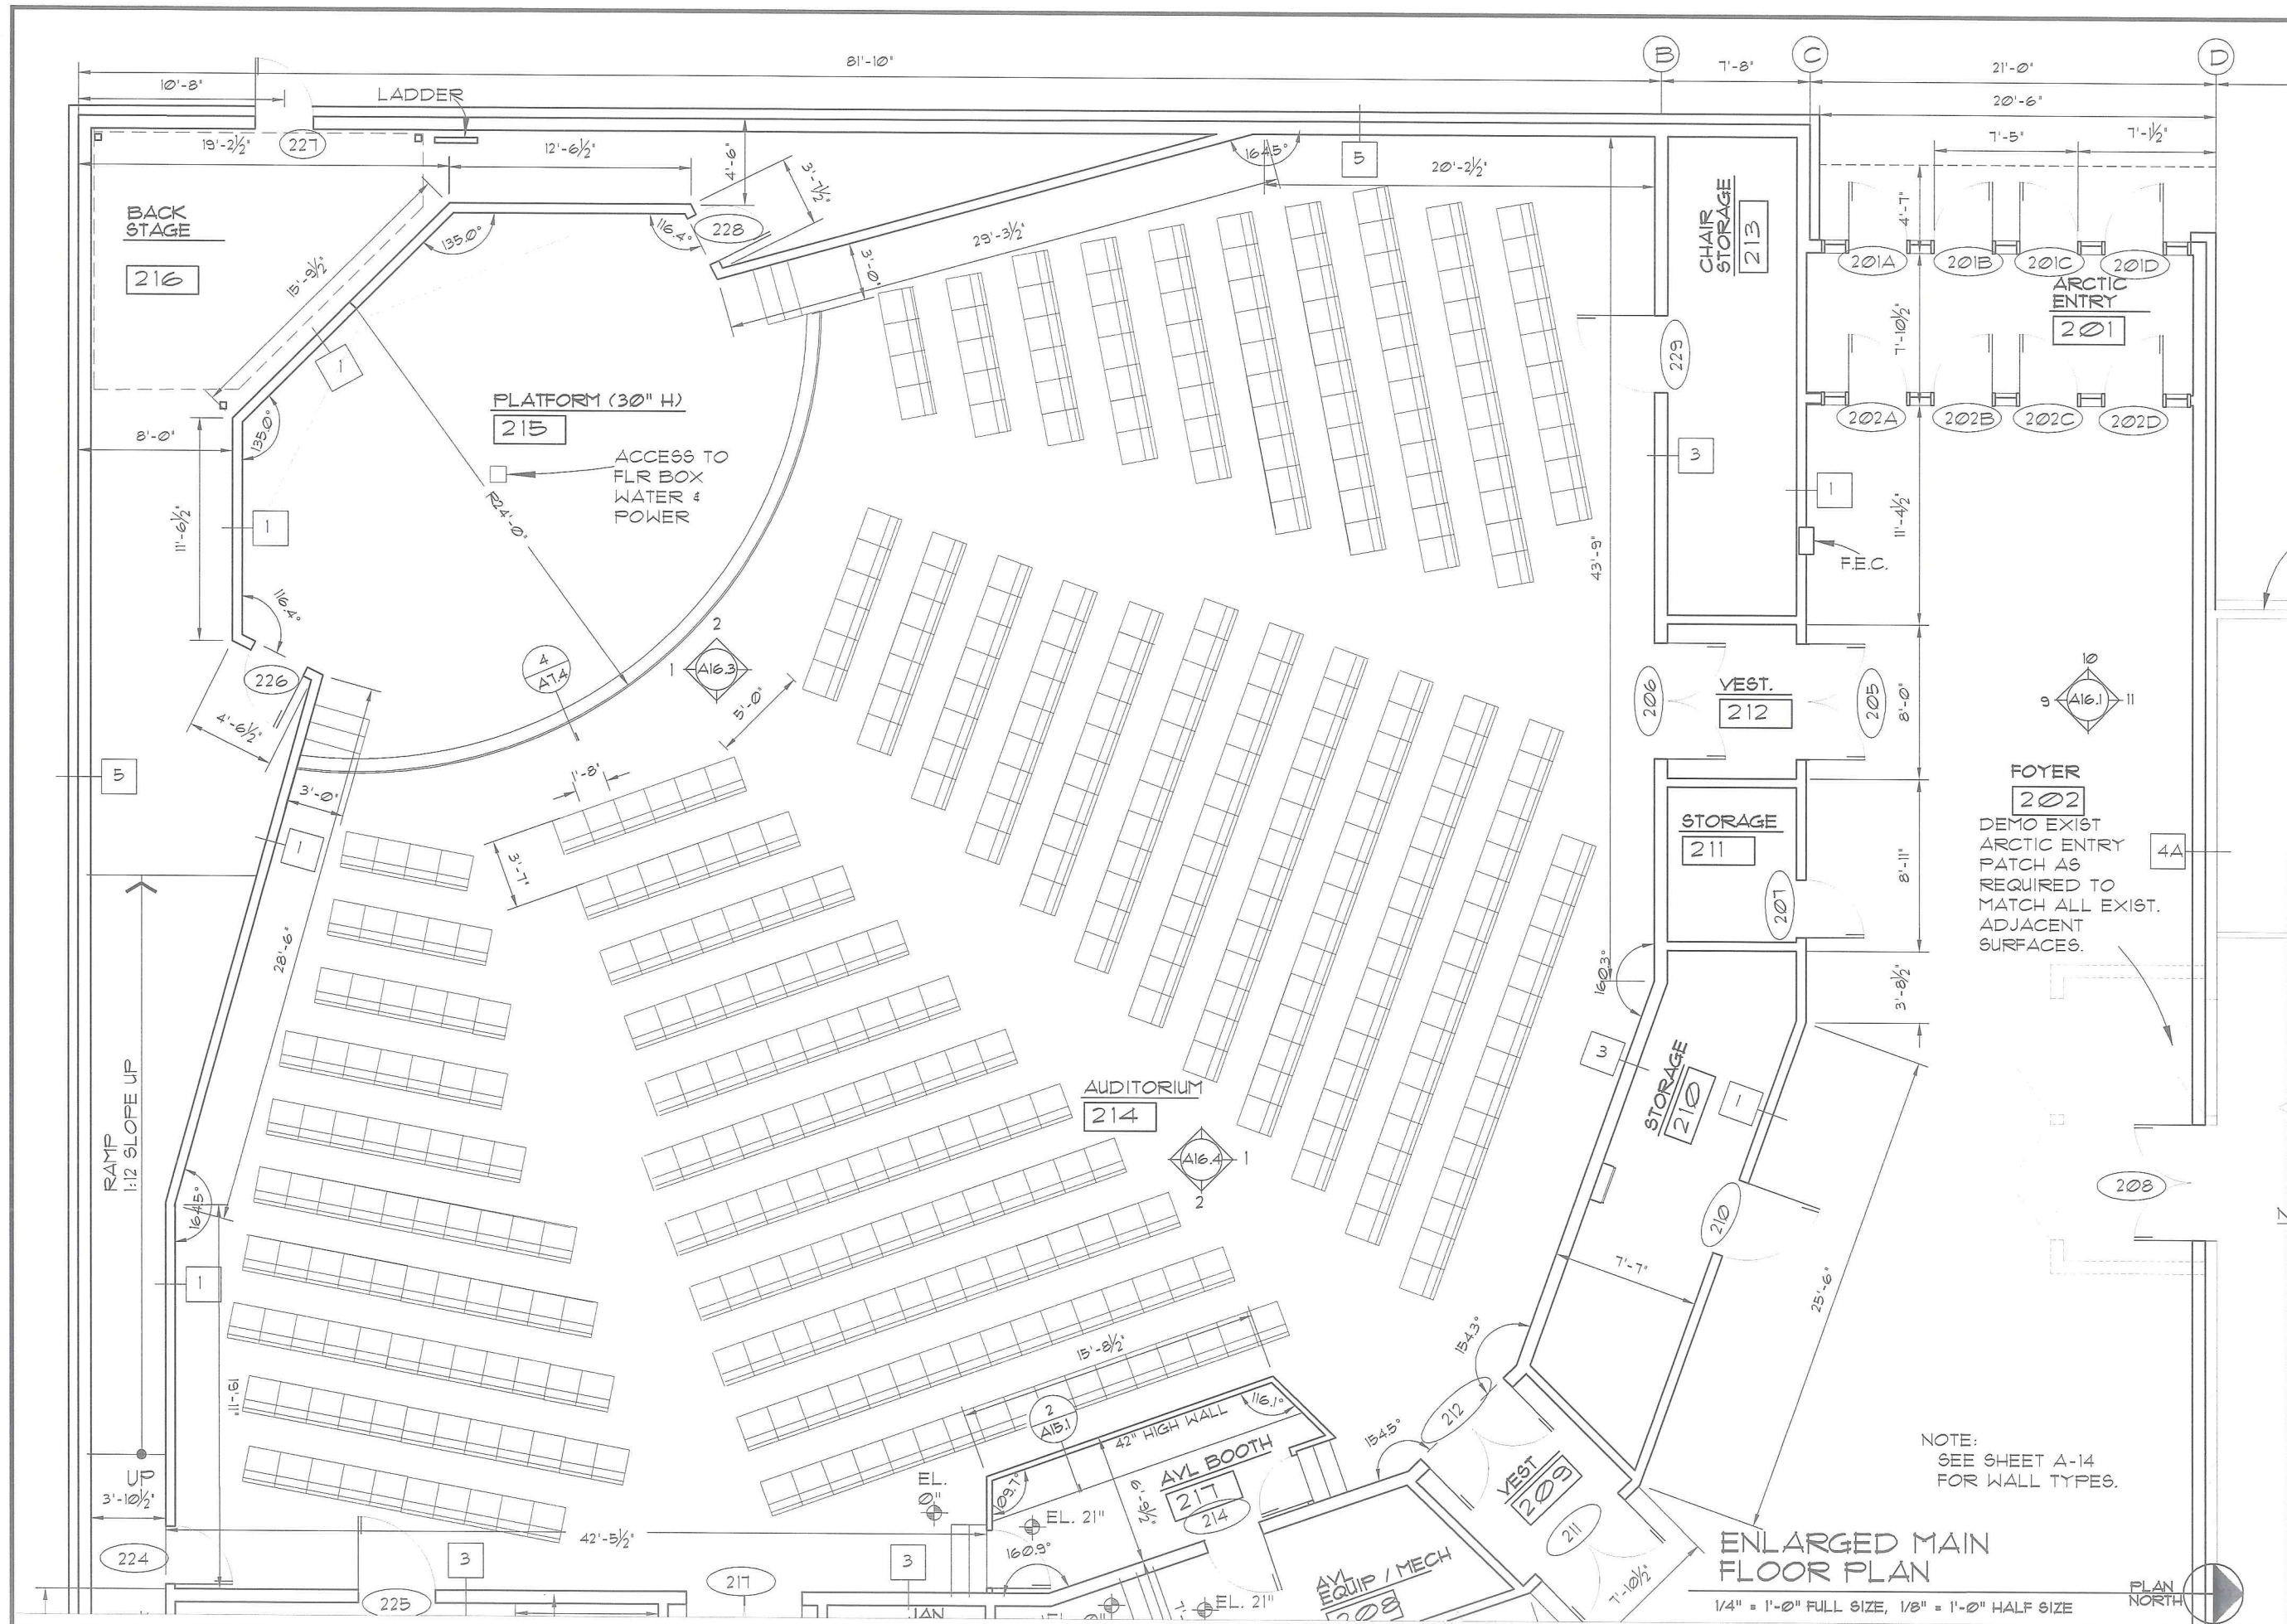 81'-10"
B
7'-8"
C
21'-0"
D
10'-8"
LADDER
20'-6"
19'-2½"
227
12'-6½"
4'-6"
3'-7½"
164.5°
5
20'-2½"
7'-5"
7'-1½"
BACK
STAGE
216
135.0°
116.4°
228
29'-3½"
3'-0"
CHAIR
STORAGE
213
4'-7"
201A
201B
201C
201D
ARCTIC
ENTRY
201
15'-9½"
1
7'-10½"
229
PLATFORM (30" H)
215
8'-0"
135.0°
202A
202B
202C
202D
ACCESS TO
FLR BOX
WATER &
POWER
R24'-0"
3
1
11'-6½"
1
11'-4½"
43'-9"
F.E.C.
116.4°
226
4
A7.4
2
1
A16.3
5'-0"
206
VEST.
212
205
8'-0"
10
9
A16.1
11
4'-6½"
5
1'-8"
3'-0"
1
3'-7"
FOYER
202
DEMO EXIST
ARCTIC ENTRY
PATCH AS
REQUIRED TO
MATCH ALL EXIST.
ADJACENT
SURFACES.
4A
STORAGE
211
207
8'-11"
28'-6"
160.3°
3'-8½"
3
RAMP
1:12 SLOPE UP
STORAGE
210
1
AUDITORIUM
214
A16.4
1
2
164.5°
1
208
210
7'-7"
25'-6"
154.3°
15'-8½"
19'-11"
2
A15.1
42" HIGH WALL
116.1°
212
154.5°
AVL BOOTH
217
214
VEST
209
211
NOTE:
SEE SHEET A-14
FOR WALL TYPES.
UP
3'-10½"
EL.
0"
109.7°
6'-9½"
EL. 21"
42'-5½"
160.9°
224
3
3
217
225
JAN
EL. 0"
EL. 21"
AVL
EQUIP / MECH
208
7'-10½"
ENLARGED MAIN
FLOOR PLAN
1/4" = 1'-0" FULL SIZE, 1/8" = 1'-0" HALF SIZE
PLAN
NORTH